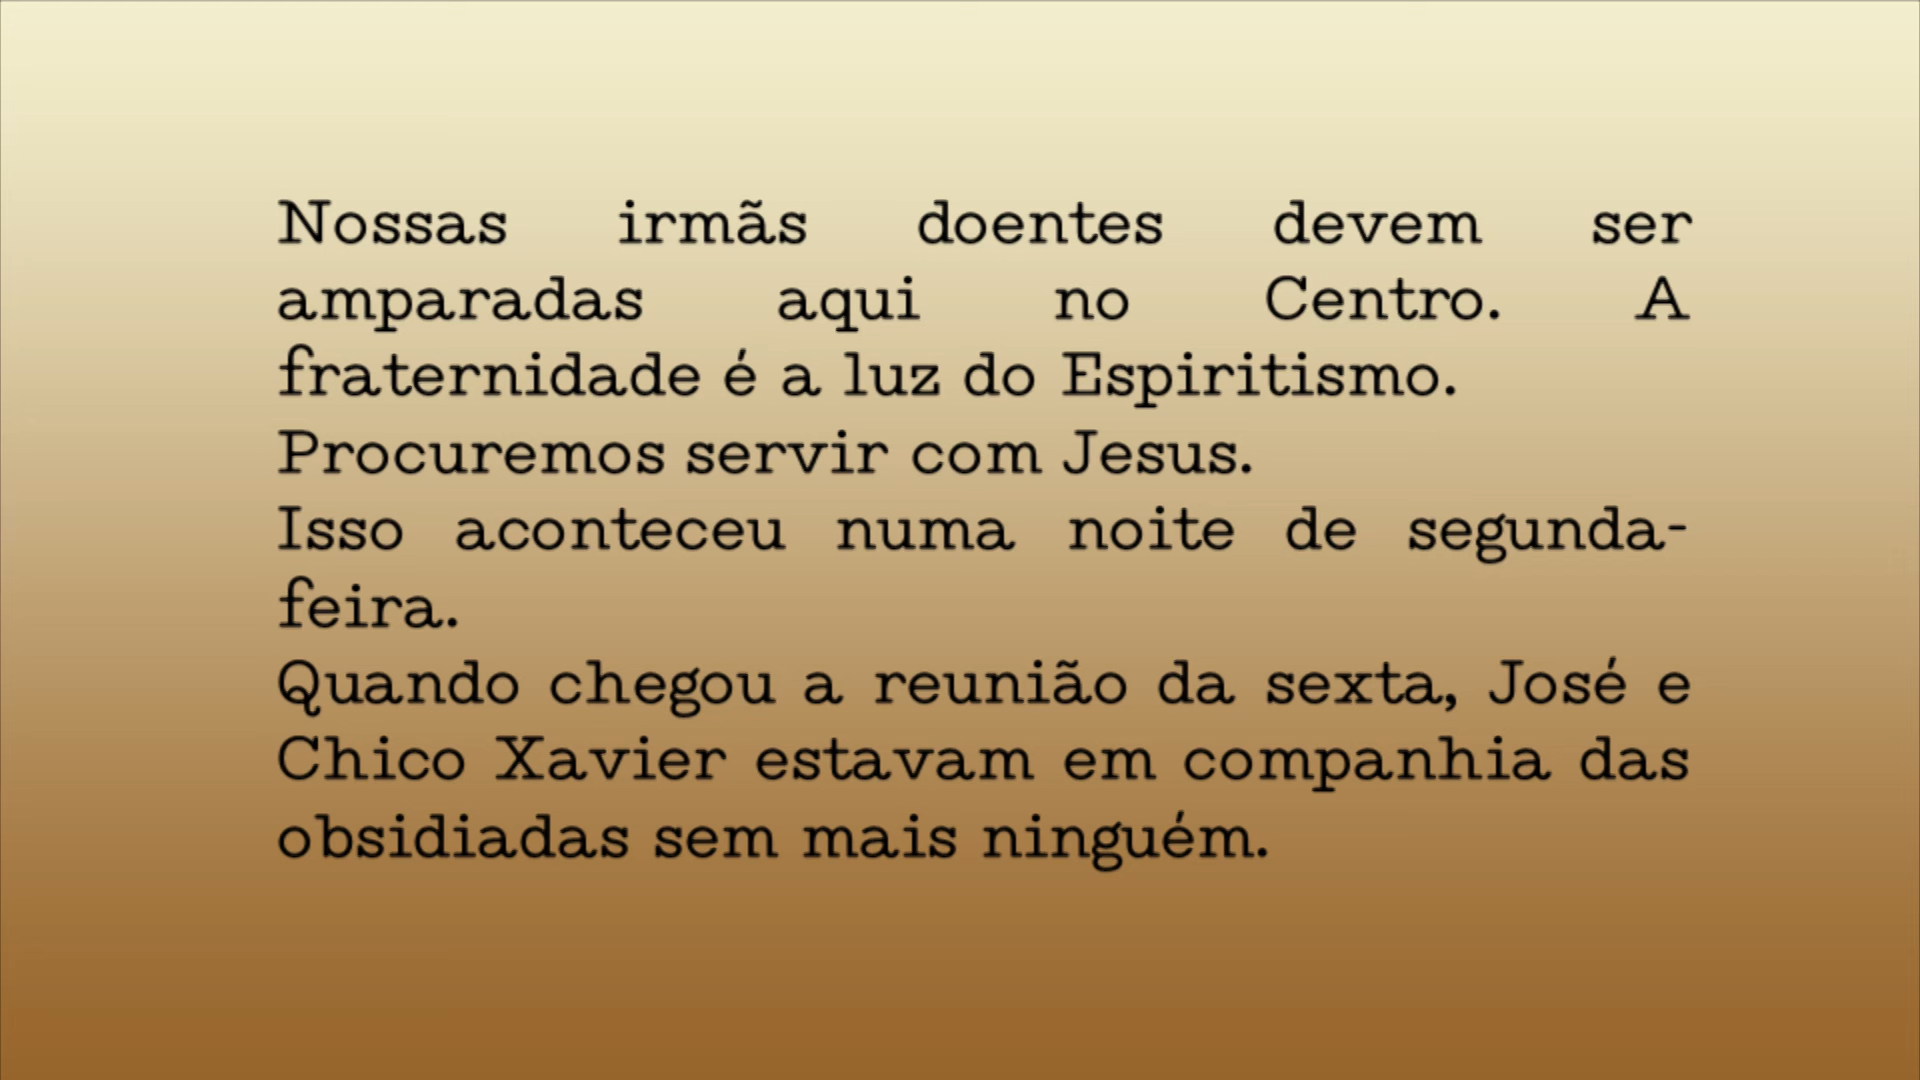 Nossas irmãs doentes devem ser
amparadas aqui no Centro. A
fraternidade é a luz do Espiritismo.
Procuremos servir com Jesus.
Isso aconteceu numa noite de segunda-
feira.
Quando chegou a reunião da sexta, José e
Chico Xavier estavam em companhia das
obsidiadas sem mais ninguém.